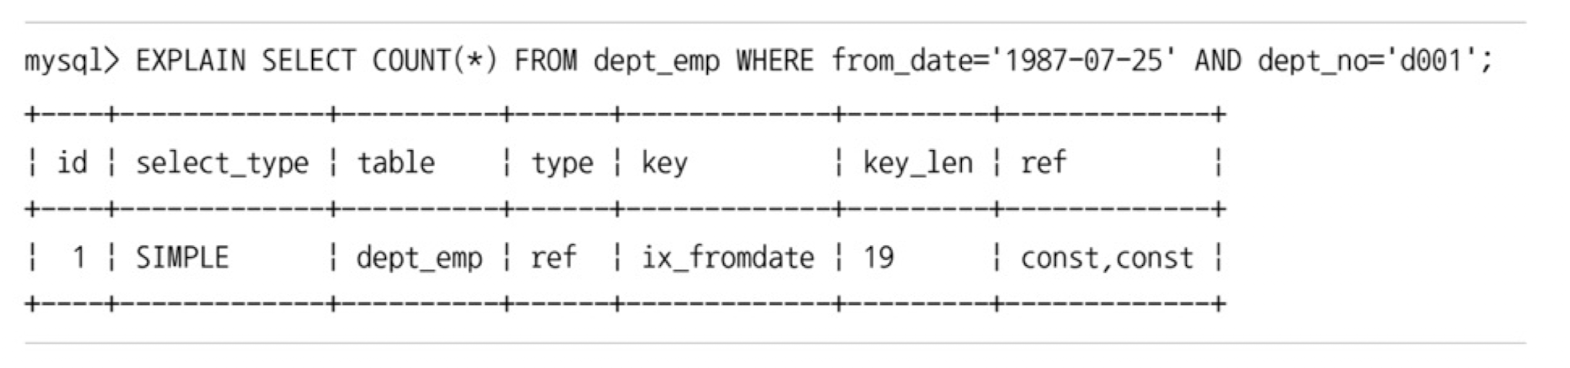 mysql> EXPLAIN SELECT COUNT(*) FROM dept_emp WHERE from_date='1987-07-25' AND dept_no='d001';
+----+-------------+----------+------+-------------+---------+-------------+
| id | select_type | table    | type | key         | key_len | ref         |
+----+-------------+----------+------+-------------+---------+-------------+
|  1 | SIMPLE      | dept_emp | ref  | ix_fromdate | 19      | const,const |
+----+-------------+----------+------+-------------+---------+-------------+